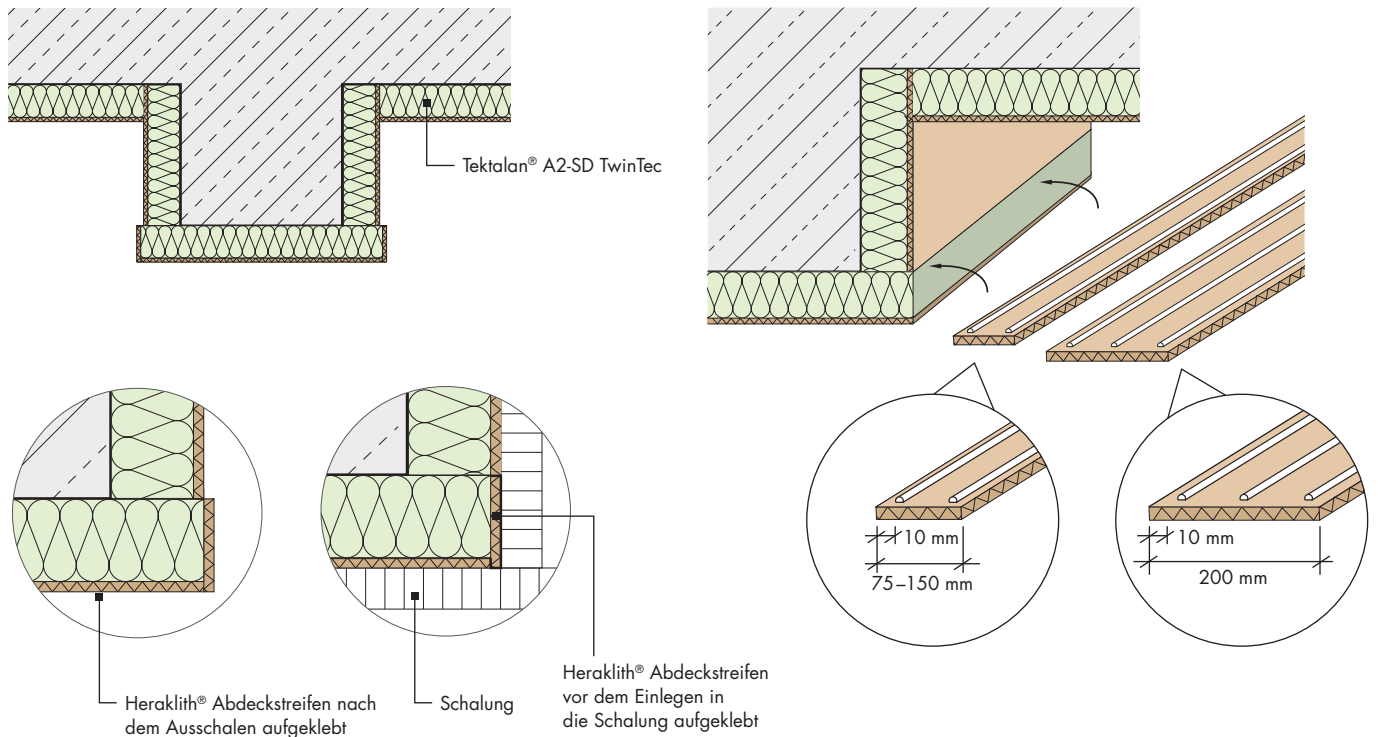 Tektalan® A2-SD TwinTec
10 mm
75–150 mm
10 mm
200 mm
Heraklith® Abdeckstreifen nach
dem Ausschalen aufgeklebt
Schalung
Heraklith® Abdeckstreifen
vor dem Einlegen in
die Schalung aufgeklebt